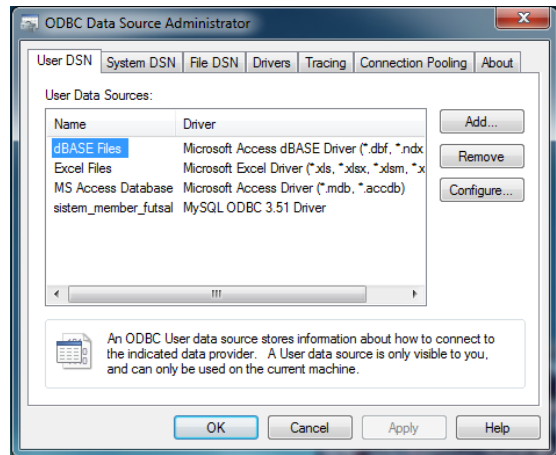 ODBC Data Source Administrator
User DSN System DSN File DSN Drivers Tracing Connection Pooling About
User Data Sources:
Name Driver
dBASE Files Microsoft Access dBASE Driver (*.dbf, *.ndx
Excel Files Microsoft Excel Driver (*.xls, *.xlsx, *.xlsm, *.x
MS Access Database Microsoft Access Driver (*.mdb, *.accdb)
sistem_member_futsal MySQL ODBC 3.51 Driver
Add...
Remove
Configure...
An ODBC User data source stores information about how to connect to
the indicated data provider. A User data source is only visible to you,
and can only be used on the current machine.
OK Cancel Apply Help